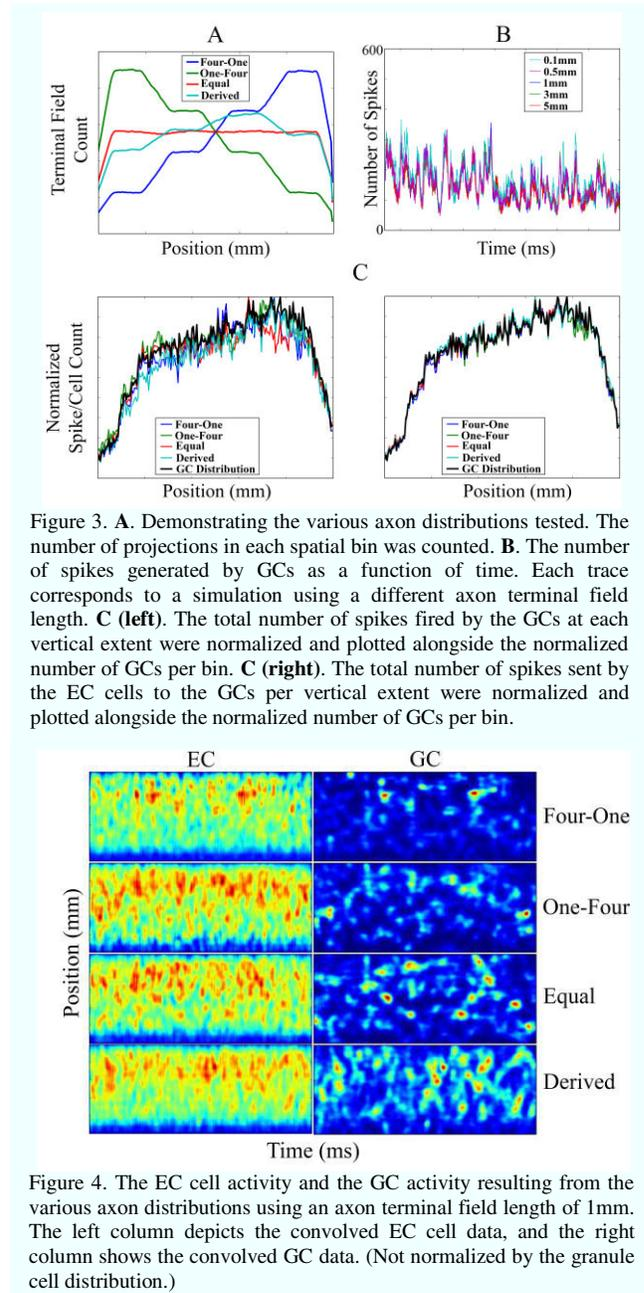 A
Four-One
One-Four
Equal
Derived
Terminal Field
Count
Position (mm)
B
600
0.1mm
0.5mm
1mm
3mm
5mm
Number of Spikes
0
Time (ms)
C
Normalized
Spike/Cell Count
Four-One
One-Four
Equal
Derived
GC Distribution
Position (mm)
Four-One
One-Four
Equal
Derived
GC Distribution
Position (mm)
Figure 3. A. Demonstrating the various axon distributions tested. The
number of projections in each spatial bin was counted. B. The number
of spikes generated by GCs as a function of time. Each trace
corresponds to a simulation using a different axon terminal field
length. C (left). The total number of spikes fired by the GCs at each
vertical extent were normalized and plotted alongside the normalized
number of GCs per bin. C (right). The total number of spikes sent by
the EC cells to the GCs per vertical extent were normalized and
plotted alongside the normalized number of GCs per bin.
EC
GC
Four-One
One-Four
Equal
Derived
Position (mm)
Time (ms)
Figure 4. The EC cell activity and the GC activity resulting from the
various axon distributions using an axon terminal field length of 1mm.
The left column depicts the convolved EC cell data, and the right
column shows the convolved GC data. (Not normalized by the granule
cell distribution.)